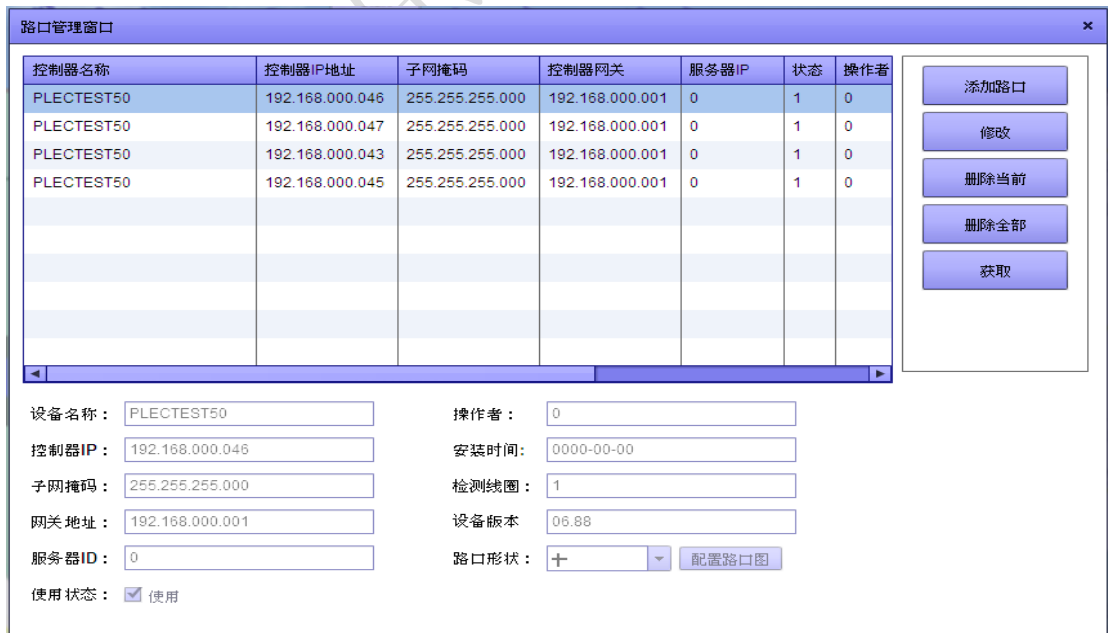 路口管理窗口 ×
控制器名称 控制器IP地址 子网掩码 控制器网关 服务器IP 状态 操作者
PLECTEST50 192.168.000.046 255.255.255.000 192.168.000.001 0 1 0
PLECTEST50 192.168.000.047 255.255.255.000 192.168.000.001 0 1 0
PLECTEST50 192.168.000.043 255.255.255.000 192.168.000.001 0 1 0
PLECTEST50 192.168.000.045 255.255.255.000 192.168.000.001 0 1 0
添加路口
修改
删除当前
删除全部
获取
设备名称: PLECTEST50 操作者: 0
控制器IP: 192.168.000.046 安装时间: 0000-00-00
子网掩码: 255.255.255.000 检测线圈: 1
网关地址: 192.168.000.001 设备版本 06.88
服务器ID: 0 路口形状: 十 配置路口图
使用状态: 使用